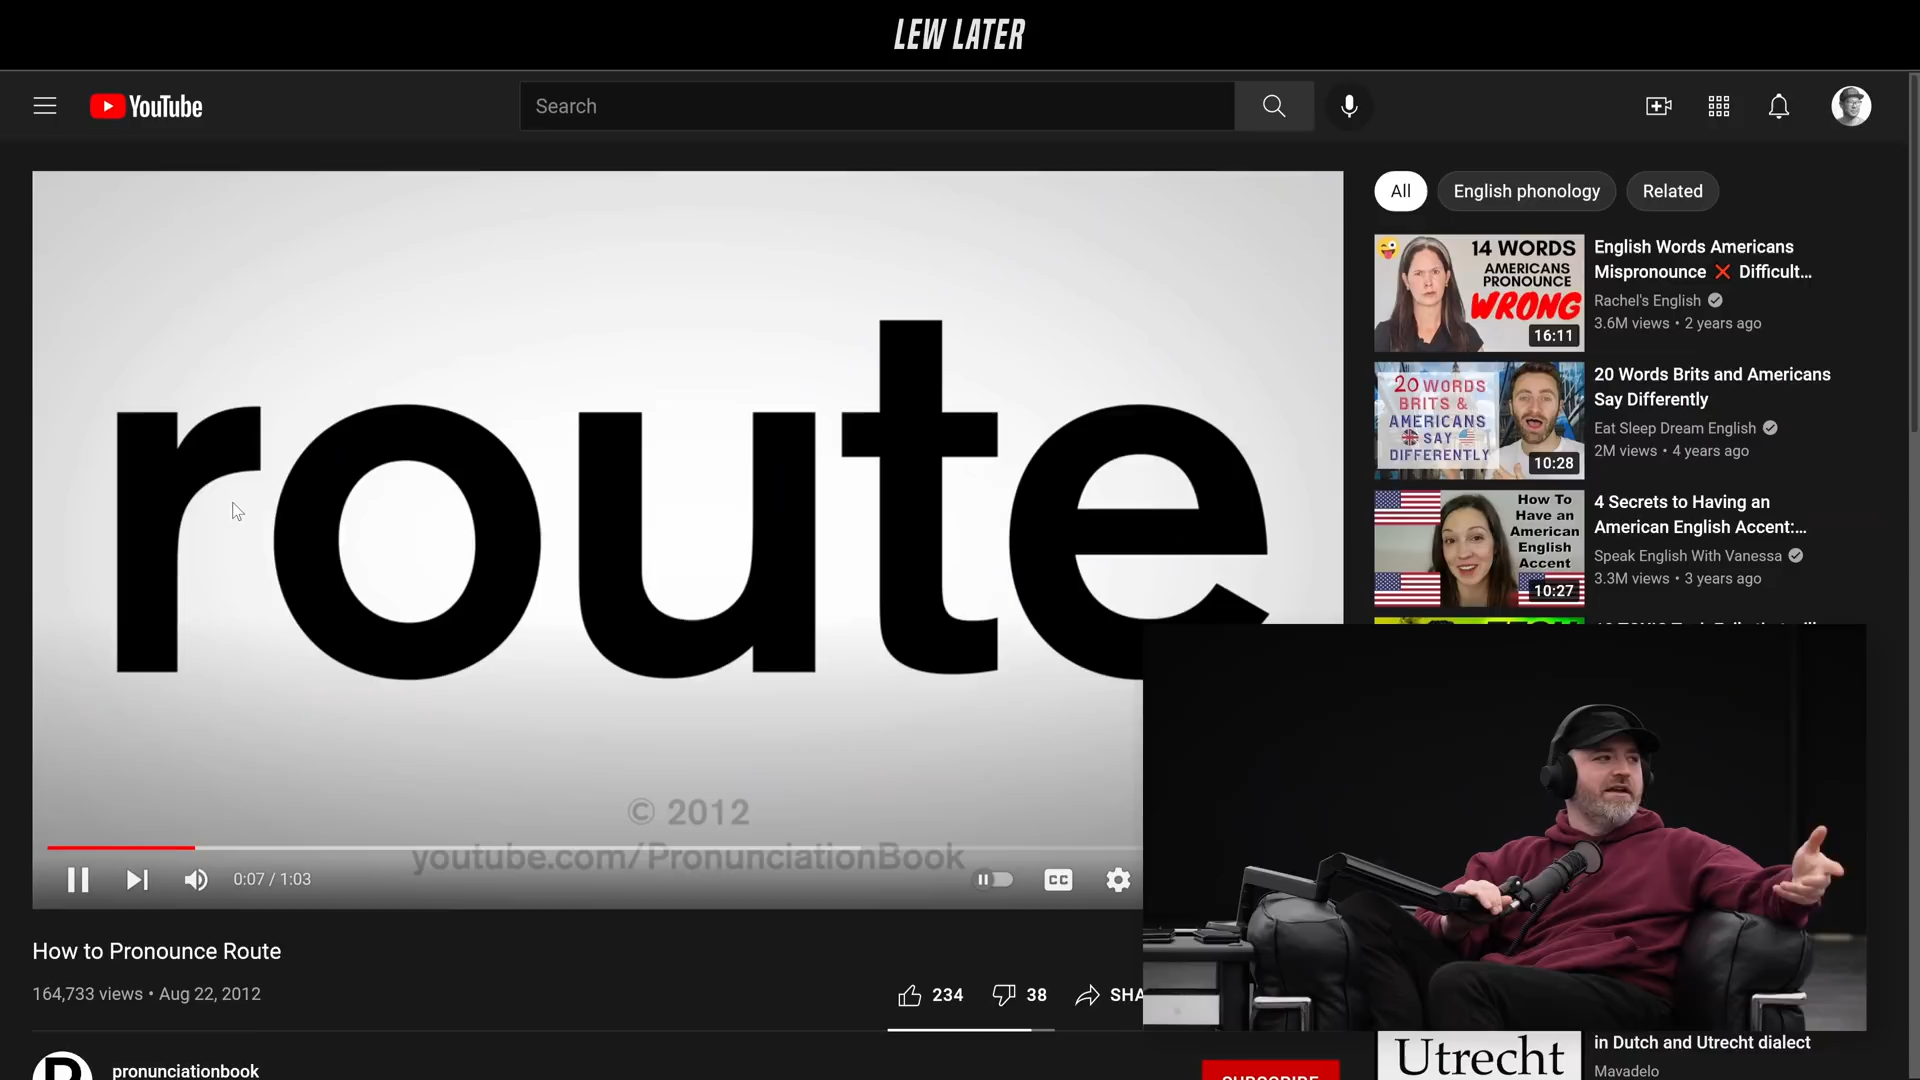 LEW LATER
YouTube
Search
route
© 2012
youtube.com/PronunciationBook
0:07 / 1:03
CC
How to Pronounce Route
164,733 views • Aug 22, 2012
234
38
SHA
pronunciationbook
All
English phonology
Related
14 WORDS
AMERICANS
PRONOUNCE
WRONG
16:11
English Words Americans
Mispronounce ❌ Difficult...
Rachel's English
3.6M views • 2 years ago
20 WORDS
BRITS &
AMERICANS
SAY
DIFFERENTLY
10:28
20 Words Brits and Americans
Say Differently
Eat Sleep Dream English
2M views • 4 years ago
How To
Have an
American
English
Accent
10:27
4 Secrets to Having an
American English Accent:...
Speak English With Vanessa
3.3M views • 3 years ago
SUBSCRIBE
Utrecht
in Dutch and Utrecht dialect
Mavadelo